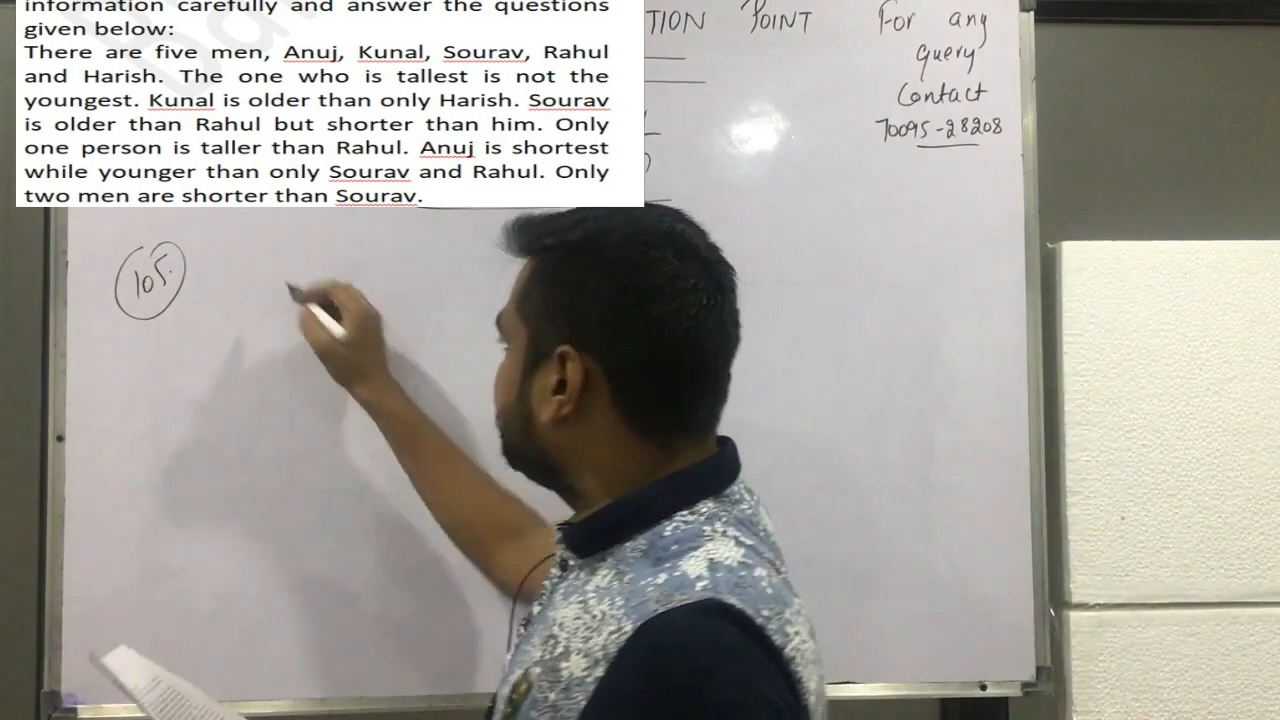 information carefully and answer the questions
given below:
There are five men, Anuj, Kunal, Sourav, Rahul
and Harish. The one who is tallest is not the
youngest. Kunal is older than only Harish. Sourav
is older than Rahul but shorter than him. Only
one person is taller than Rahul. Anuj is shortest
while younger than only Sourav and Rahul. Only
two men are shorter than Sourav.
TION POINT
For any
query
Contact
70095-28208
105.